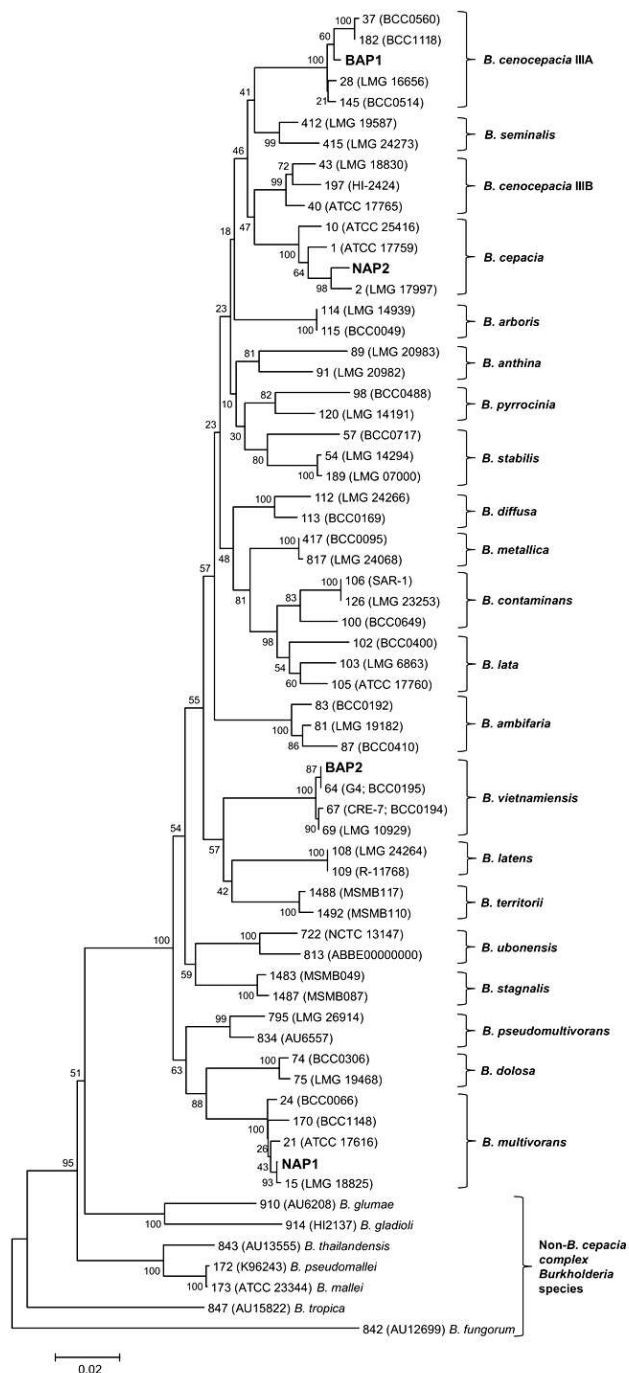 100
37 (BCC0560)
182 (BCC1118)
60
BAP1
100
28 (LMG 16656)
21
145 (BCC0514)
B. cenocepacia IIIA
41
412 (LMG 19587)
99
415 (LMG 24273)
B. seminalis
46
72
43 (LMG 18830)
99
197 (HI-2424)
40 (ATCC 17765)
B. cenocepacia IIIB
47
10 (ATCC 25416)
100
1 (ATCC 17759)
64
NAP2
98
2 (LMG 17997)
B. cepacia
18
114 (LMG 14939)
100
115 (BCC0049)
B. arboris
23
81
89 (LMG 20983)
91 (LMG 20982)
B. anthina
10
82
98 (BCC0488)
120 (LMG 14191)
B. pyrrocinia
30
57 (BCC0717)
80
54 (LMG 14294)
100
189 (LMG 07000)
B. stabilis
23
100
112 (LMG 24266)
113 (BCC0169)
B. diffusa
48
100
417 (BCC0095)
817 (LMG 24068)
B. metallica
81
100
106 (SAR-1)
126 (LMG 23253)
83
100 (BCC0649)
B. contaminans
98
102 (BCC0400)
54
103 (LMG 6863)
60
105 (ATCC 17760)
B. lata
57
83 (BCC0192)
100
81 (LMG 19182)
86
87 (BCC0410)
B. ambifaria
55
87
BAP2
64 (G4; BCC0195)
100
67 (CRE-7; BCC0194)
90
69 (LMG 10929)
B. vietnamiensis
57
100
108 (LMG 24264)
109 (R-11768)
B. latens
42
1488 (MSMB117)
100
1492 (MSMB110)
B. territorii
54
100
722 (NCTC 13147)
813 (ABBE00000000)
B. ubonensis
59
1483 (MSMB049)
100
1487 (MSMB087)
B. stagnalis
100
99
795 (LMG 26914)
834 (AU6557)
B. pseudomultivorans
63
100
74 (BCC0306)
75 (LMG 19468)
B. dolosa
88
24 (BCC0066)
100
170 (BCC1148)
26
21 (ATCC 17616)
43
NAP1
93
15 (LMG 18825)
B. multivorans
51
910 (AU6208) B. glumae
100
914 (HI2137) B. gladioli
95
843 (AU13555) B. thailandensis
100
172 (K96243) B. pseudomallei
100
173 (ATCC 23344) B. mallei
847 (AU15822) B. tropica
842 (AU12699) B. fungorum
Non-B. cepacia
complex
Burkholderia
species
0.02